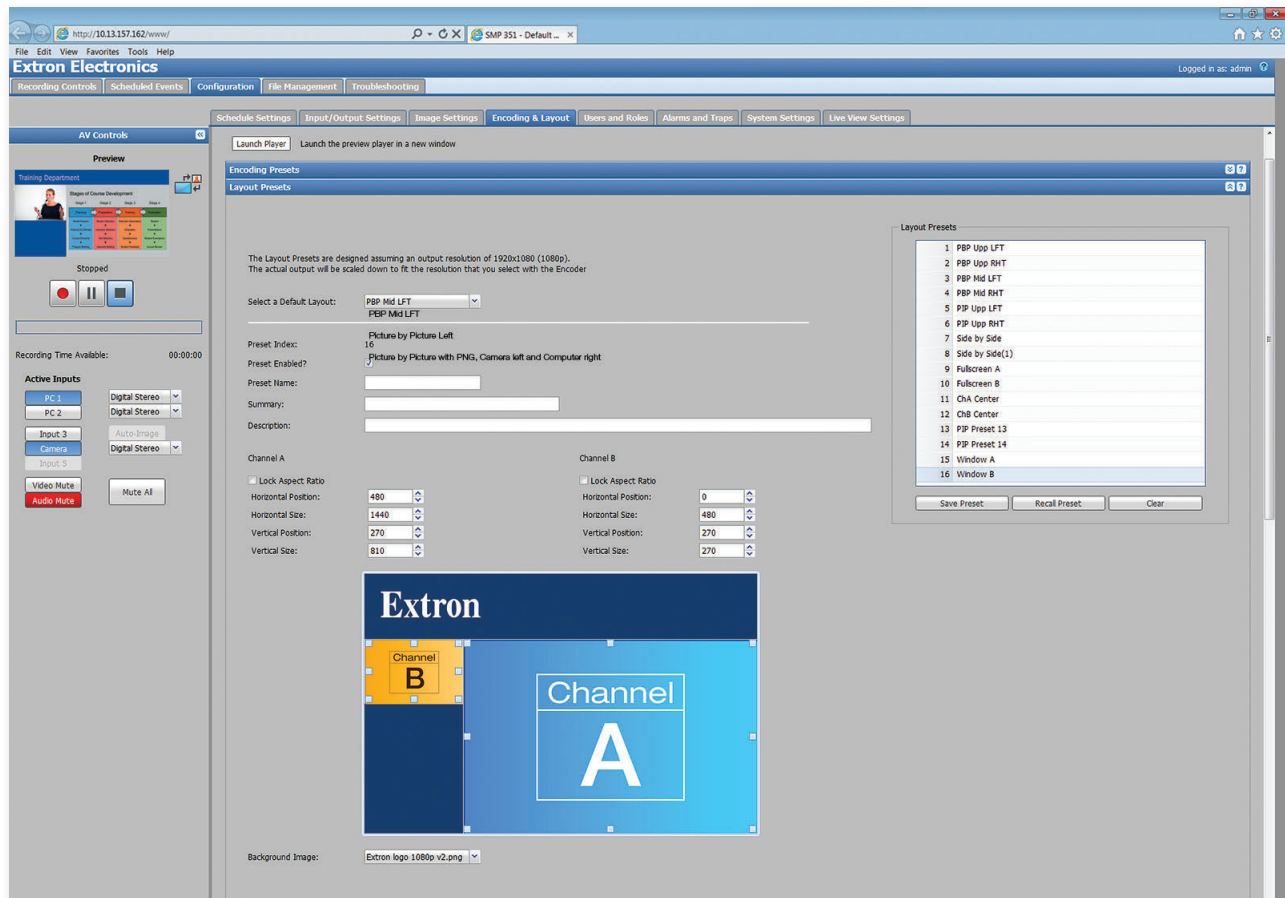 http://10.13.157.162/www/
SMP 351 - Default ...
File Edit View Favorites Tools Help
Extron Electronics
Logged in as: admin
Recording Controls Scheduled Events Configuration File Management Troubleshooting
Schedule Settings Input/Output Settings Image Settings Encoding & Layout Users and Roles Alarms and Traps System Settings Live View Settings
AV Controls
Preview
Training Department
Stages of Course Development
Stopped
Recording Time Available: 00:00:00
Active Inputs
PC 1 Digital Stereo
PC 2 Digital Stereo
Input 3 Auto-Image
Camera Digital Stereo
Input 5
Video Mute
Audio Mute
Mute All
Launch Player Launch the preview player in a new window
Encoding Presets
Layout Presets
The Layout Presets are designed assuming an output resolution of 1920x1080 (1080p).
The actual output will be scaled down to fit the resolution that you select with the Encoder
Select a Default Layout: PBP Mid LFT
PBP Mid LFT
Picture by Picture Left
Preset Index: 16
Picture by Picture with PNG, Camera left and Computer right
Preset Enabled?
Preset Name:
Summary:
Description:
Channel A Channel B
Lock Aspect Ratio Lock Aspect Ratio
Horizontal Position: 480 Horizontal Position: 0
Horizontal Size: 1440 Horizontal Size: 480
Vertical Position: 270 Vertical Position: 270
Vertical Size: 810 Vertical Size: 270
Extron
Channel
B
Channel
A
Background Image: Extron logo 1080p v2.png
Layout Presets
1 PBP Upp LFT
2 PBP Upp RHT
3 PBP Mid LFT
4 PBP Mid RHT
5 PIP Upp LFT
6 PIP Upp RHT
7 Side by Side
8 Side by Side(1)
9 Fullscreen A
10 Fullscreen B
11 ChA Center
12 ChB Center
13 PIP Preset 13
14 PIP Preset 14
15 Window A
16 Window B
Save Preset Recall Preset Clear